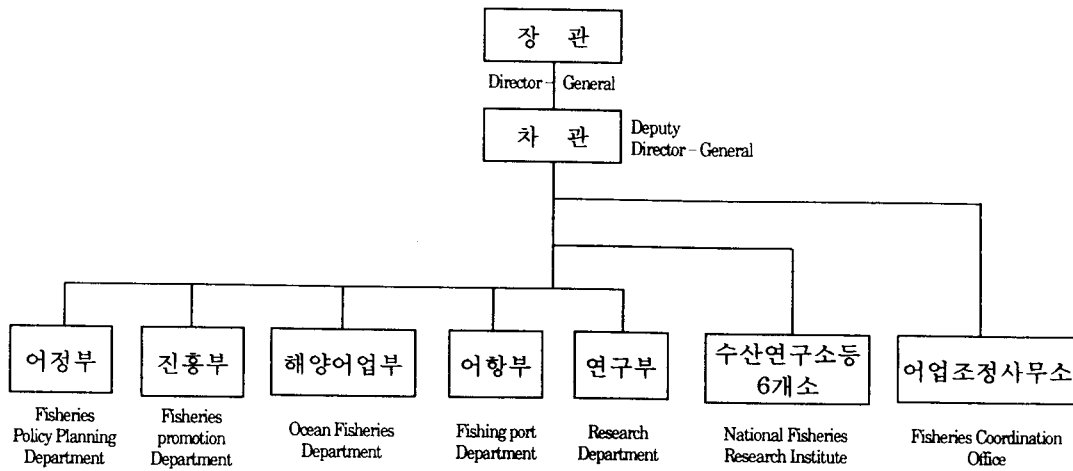 장 관
Director - General
차 관
Deputy
Director - General
어정부
Fisheries
Policy Planning
Department
진흥부
Fisheries
promotion
Department
해양어업부
Ocean Fisheries
Department
어항부
Fishing port
Department
연구부
Research
Department
수산연구소등
6개소
National Fisheries
Research Institute
어업조정사무소
Fisheries Coordination
Office